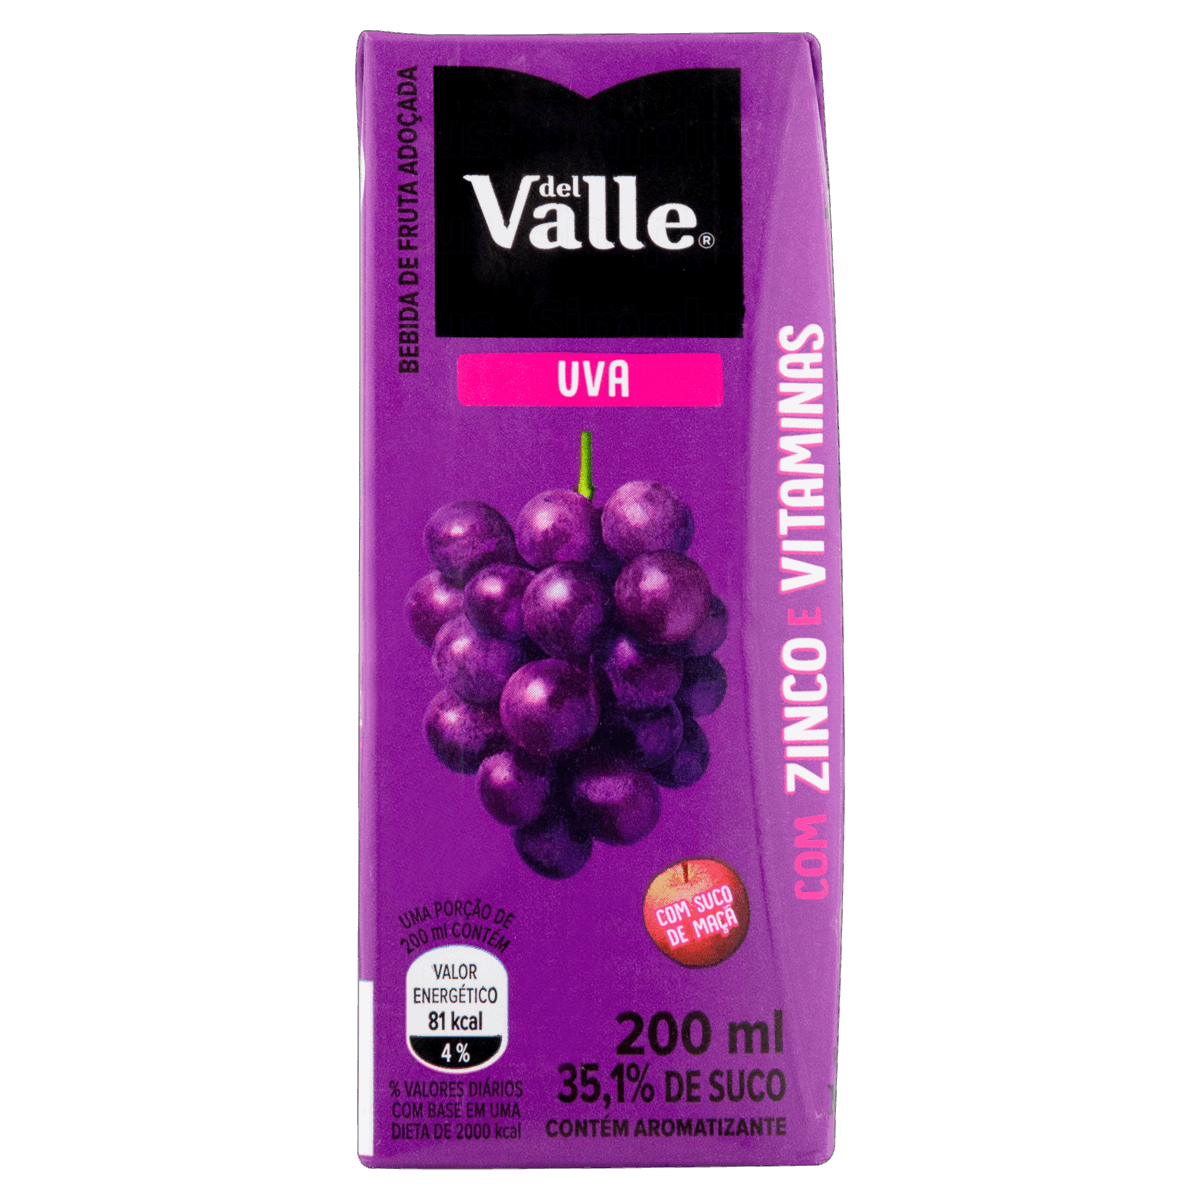 BEBIDA DE FRUTA ADOÇADA
del
Valle®
UVA
COM ZINCO E VITAMINAS
COM SUCO
DE MAÇÃ
UMA PORÇÃO DE
200 ml CONTÉM
VALOR
ENERGÉTICO
81 kcal
4%
% VALORES DIÁRIOS
COM BASE EM UMA
DIETA DE 2000 kcal
200 ml
35,1% DE SUCO
CONTÉM AROMATIZANTE